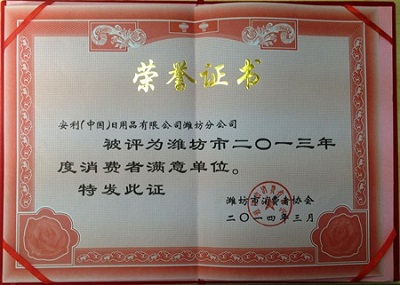 荣誉证书
安利(中国)日用品有限公司潍坊分公司
被评为潍坊市二〇一三年
度消费者满意单位。
特发此证
潍坊市消费者协会
二〇一四年三月